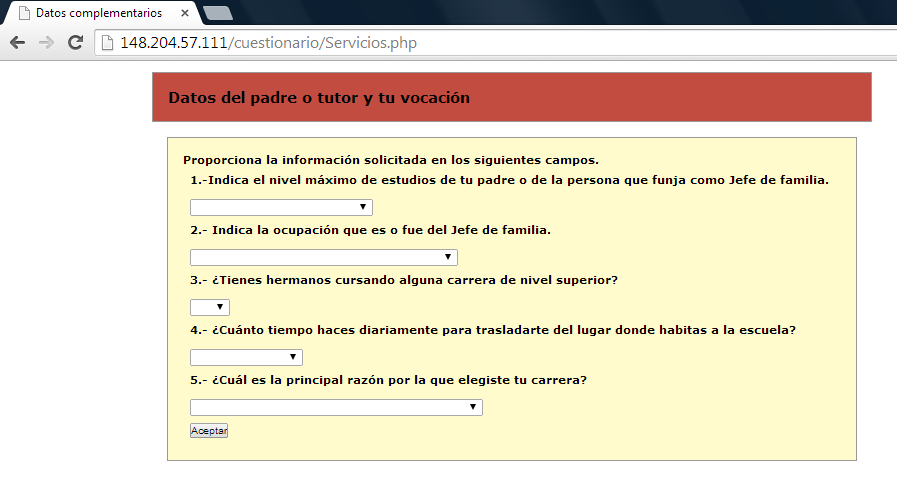 Datos complementarios
148.204.57.111/cuestionario/Servicios.php
Datos del padre o tutor y tu vocación
Proporciona la información solicitada en los siguientes campos.
1.-Indica el nivel máximo de estudios de tu padre o de la persona que funja como Jefe de familia.
2.- Indica la ocupación que es o fue del Jefe de familia.
3.- ¿Tienes hermanos cursando alguna carrera de nivel superior?
4.- ¿Cuánto tiempo haces diariamente para trasladarte del lugar donde habitas a la escuela?
5.- ¿Cuál es la principal razón por la que elegiste tu carrera?
Aceptar